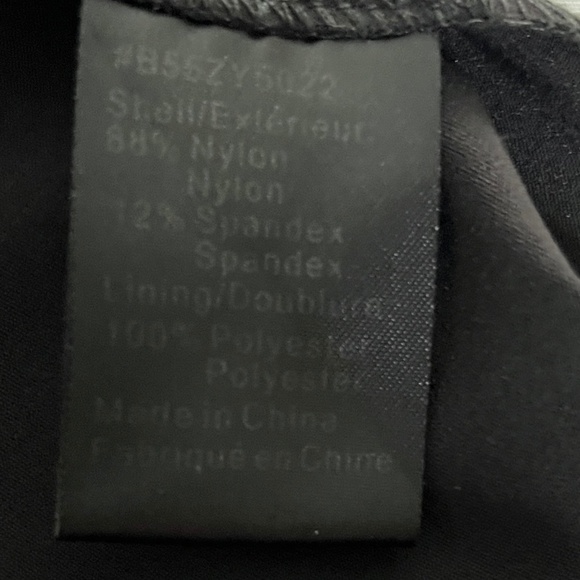 #B55ZY5022
Shell/Extérieur
88% Nylon
Nylon
12% Spandex
Spandex
Lining/Doublure
100% Polyester
Polyester
Made in China
Fabriqué en Chine